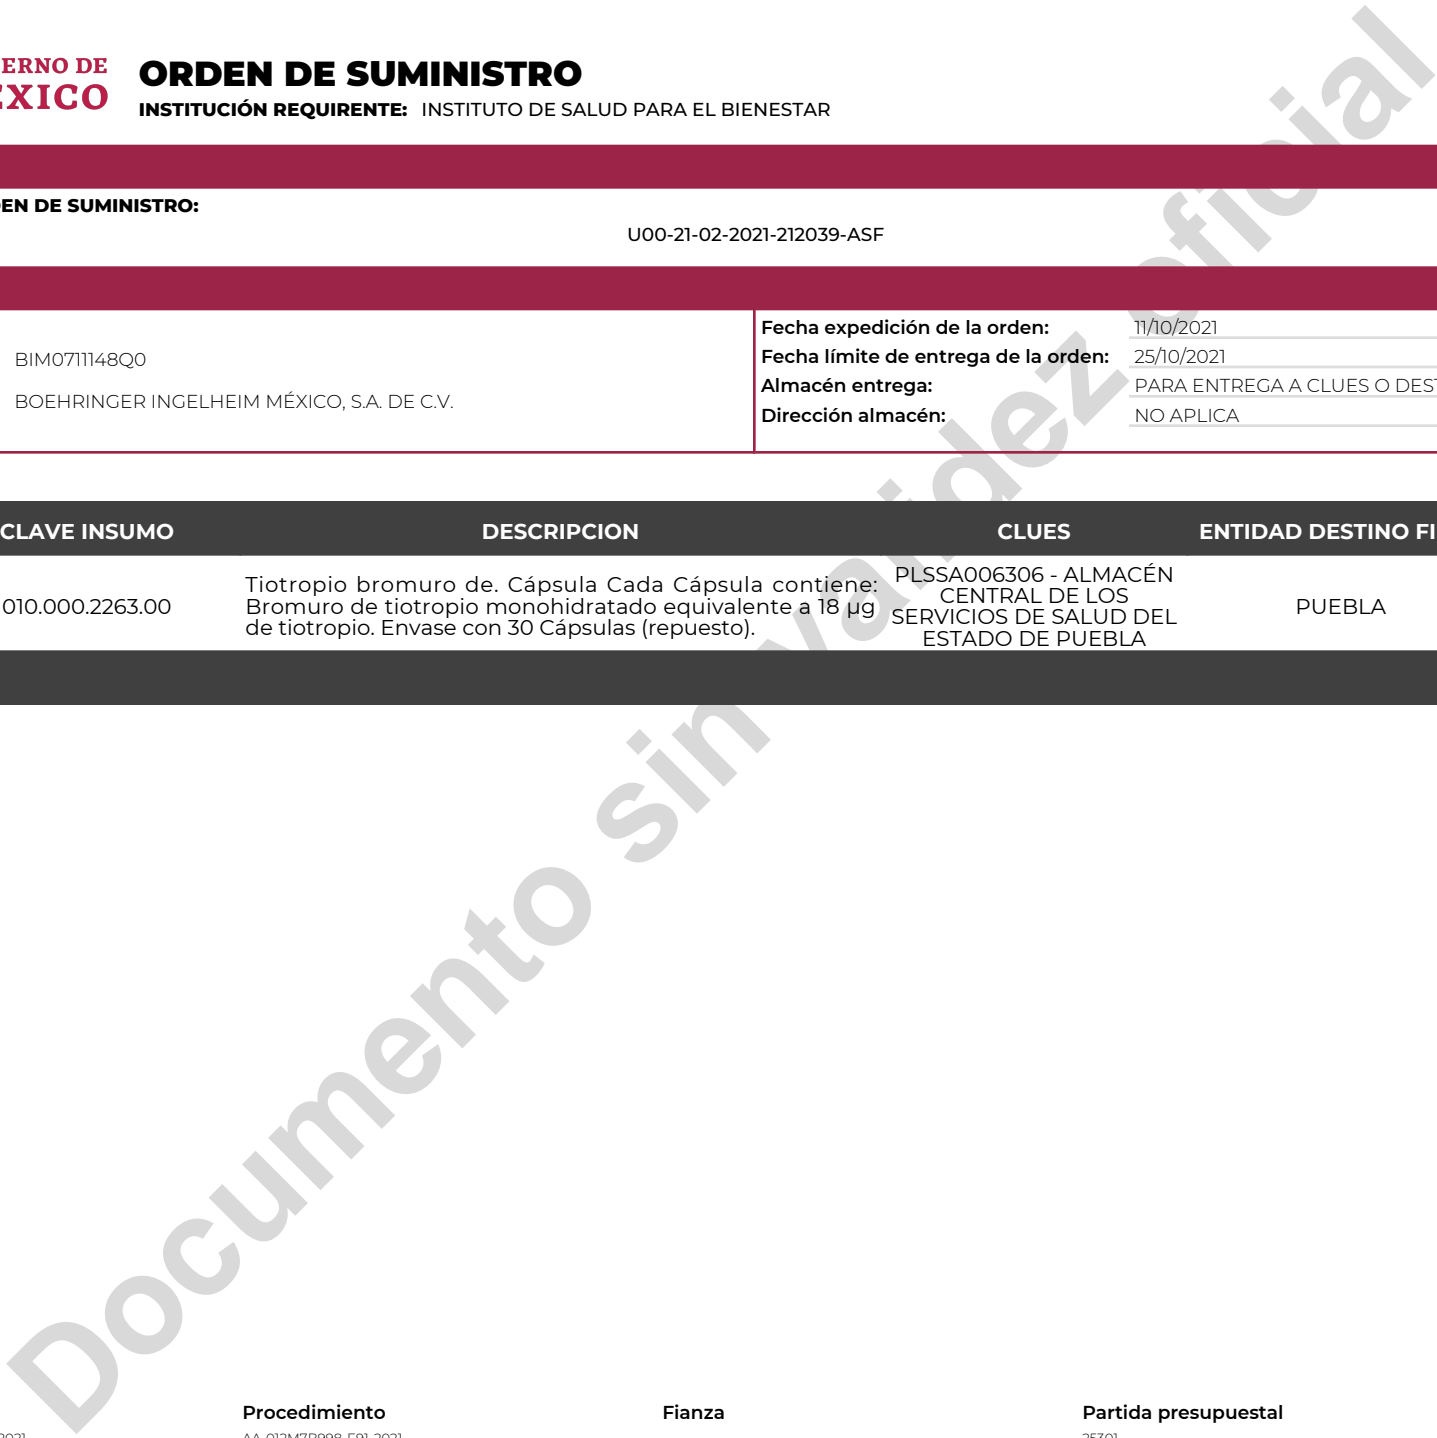 ERNO DE
ÉXICO
ORDEN DE SUMINISTRO
INSTITUCIÓN REQUIRENTE: INSTITUTO DE SALUD PARA EL BIENESTAR
EN DE SUMINISTRO:
U00-21-02-2021-212039-ASF
BIM0711148Q0
BOEHRINGER INGELHEIM MÉXICO, S.A. DE C.V.
Fecha expedición de la orden: 11/10/2021
Fecha límite de entrega de la orden: 25/10/2021
Almacén entrega: PARA ENTREGA A CLUES O DEST
Dirección almacén: NO APLICA
CLAVE INSUMO DESCRIPCION CLUES ENTIDAD DESTINO FI
010.000.2263.00
Tiotropio bromuro de. Cápsula Cada Cápsula contiene:
Bromuro de tiotropio monohidratado equivalente a 18 µg
de tiotropio. Envase con 30 Cápsulas (repuesto).
PLSSA006306 - ALMACÉN
CENTRAL DE LOS
SERVICIOS DE SALUD DEL
ESTADO DE PUEBLA
PUEBLA
Documento sin validez oficial
Procedimiento Fianza Partida presupuestal